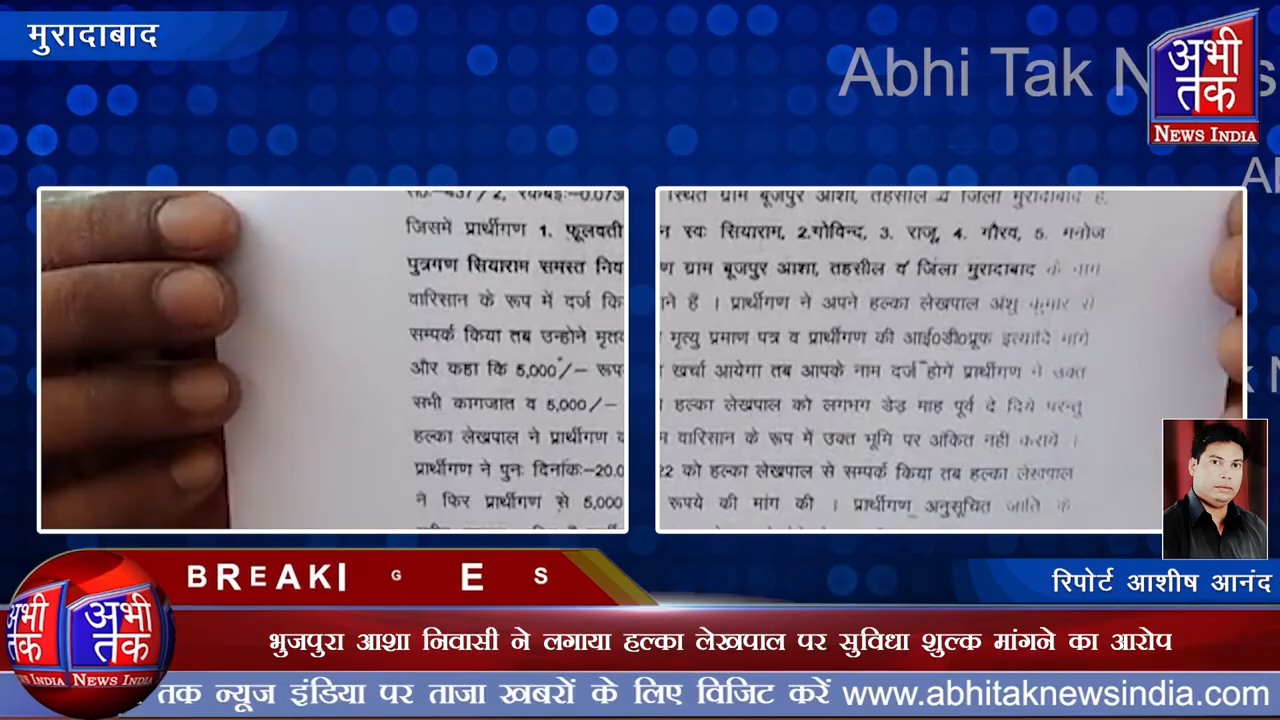 मुरादाबाद
Abhi Tak N
अभी
तक
NEWS INDIA
जिसमें प्रार्थीगण 1. फूलवती
पुत्रगण सियाराम समस्त निव
वारिसान के रूप में दर्ज कि
सम्पर्क किया तब उन्होने मृतव
और कहा कि 5,000/– रूप
सभी कागजात व 5,000/–
हल्का लेखपाल ने प्रार्थीगण
प्रार्थीगण ने पुनः दिनांकः–20.0
ने फिर प्रार्थीगण से 5,000
स्थित ग्राम बूजपुर आशा, तहसील व जिला मुरादाबाद है,
न स्वः सियाराम, 2.गोविन्द, 3. राजू, 4. गौरव, 5. मनोज
ण ग्राम बूजपुर आशा, तहसील व जिला मुरादाबाद के नाम
ने हैं । प्रार्थीगण ने अपने हल्का लेखपाल अंशु कुमार से
मृत्यु प्रमाण पत्र व प्रार्थीगण की आई0डी0प्रूफ इत्यादि मांगे
खर्चा आयेगा तब आपके नाम दर्ज होगें प्रार्थीगण ने उक्त
हल्का लेखपाल को लगभग डेड़ माह पूर्व दे दिये परन्तु
वारिसान के रूप में उक्त भूमि पर अंकित नही कराये ।
22 को हल्का लेखपाल से सम्पर्क किया तब हल्का लेखपाल
रूपये की मांग की । प्रार्थीगण अनुसूचित जाति के
BREAKI G E S
रिपोर्ट आशीष आनंद
अभी
तक
NEWS INDIA
भुजपुरा आशा निवासी ने लगाया हल्का लेखपाल पर सुविधा शुल्क मांगने का आरोप
तक न्यूज इंडिया पर ताजा खबरों के लिए विजिट करें www.abhitaknewsindia.com